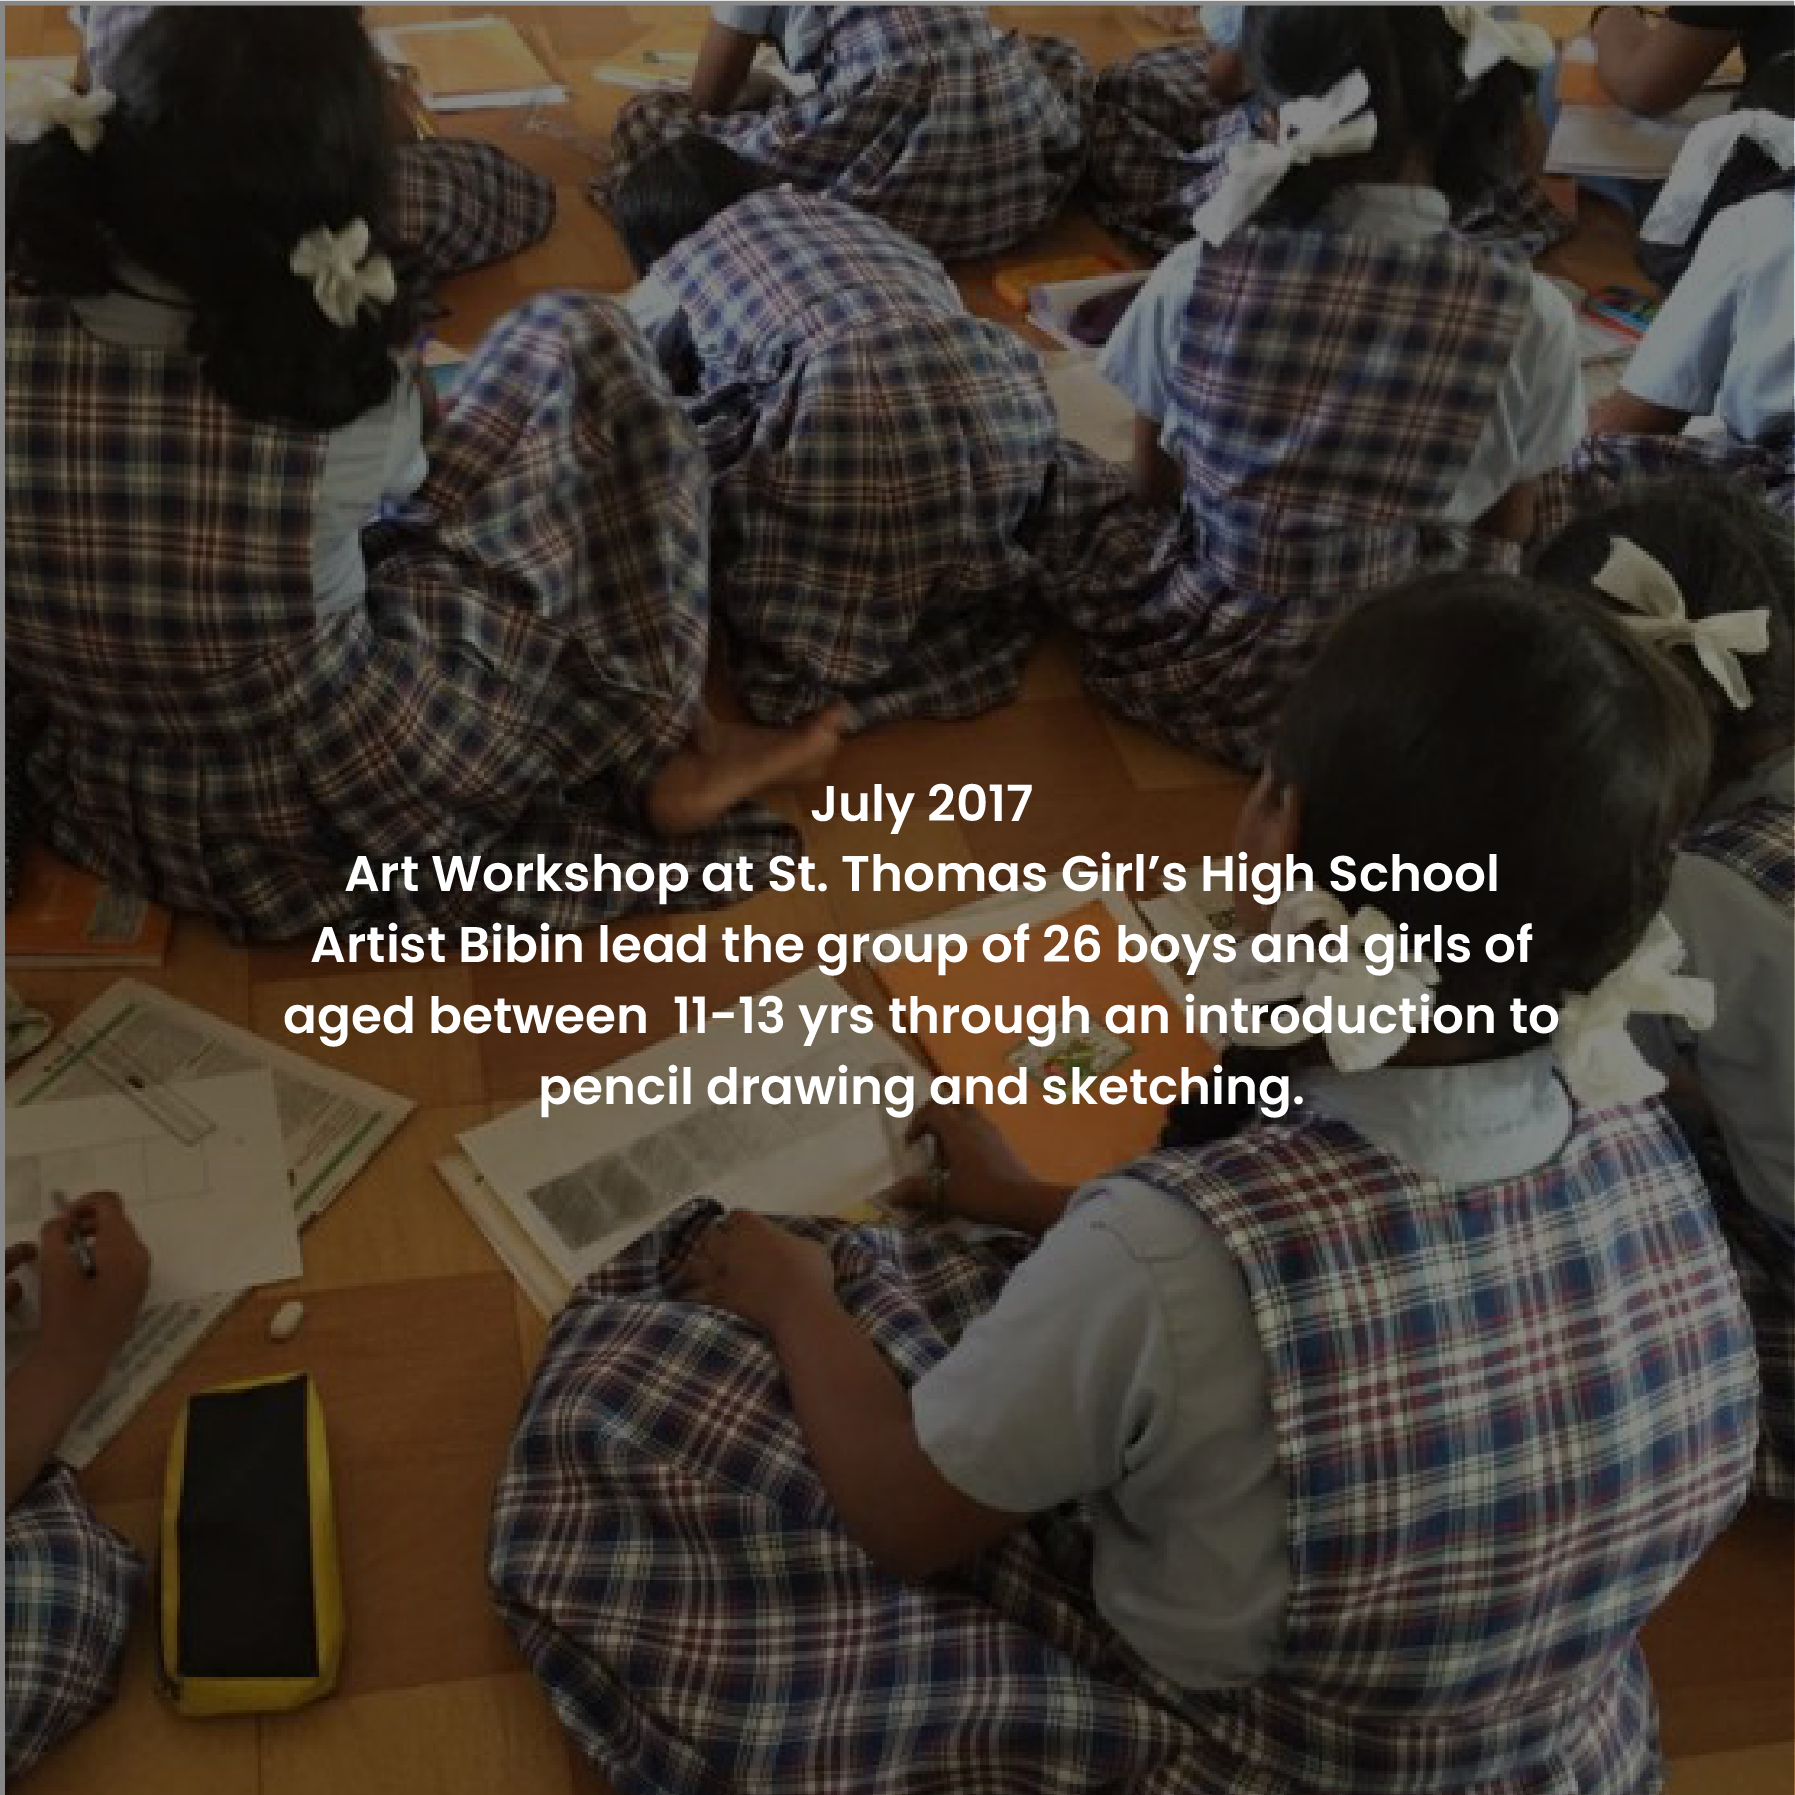 July 2017
Art Workshop at St. Thomas Girl’s High School
Artist Bibin lead the group of 26 boys and girls of
aged between  11-13 yrs through an introduction to
pencil drawing and sketching.